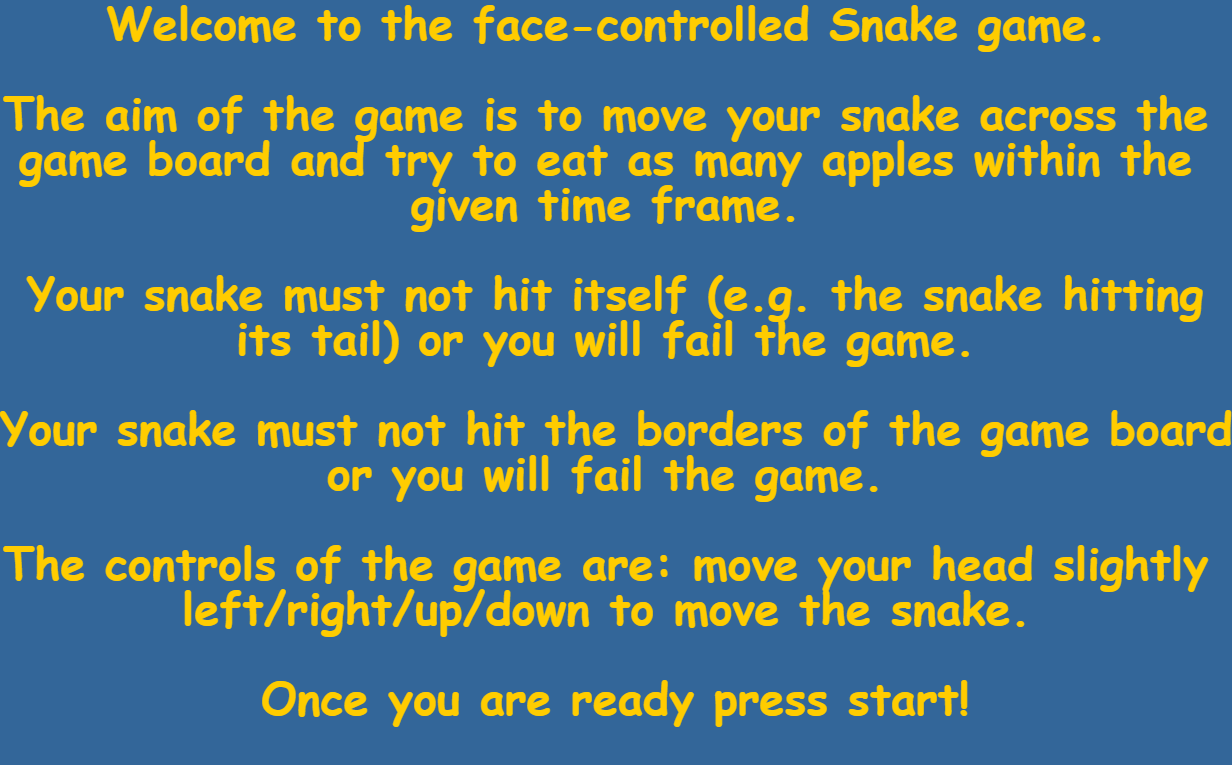 Welcome to the face-controlled Snake game.
The aim of the game is to move your snake across the
game board and try to eat as many apples within the
given time frame.
Your snake must not hit itself (e.g. the snake hitting
its tail) or you will fail the game.
Your snake must not hit the borders of the game board
or you will fail the game.
The controls of the game are: move your head slightly
left/right/up/down to move the snake.
Once you are ready press start!